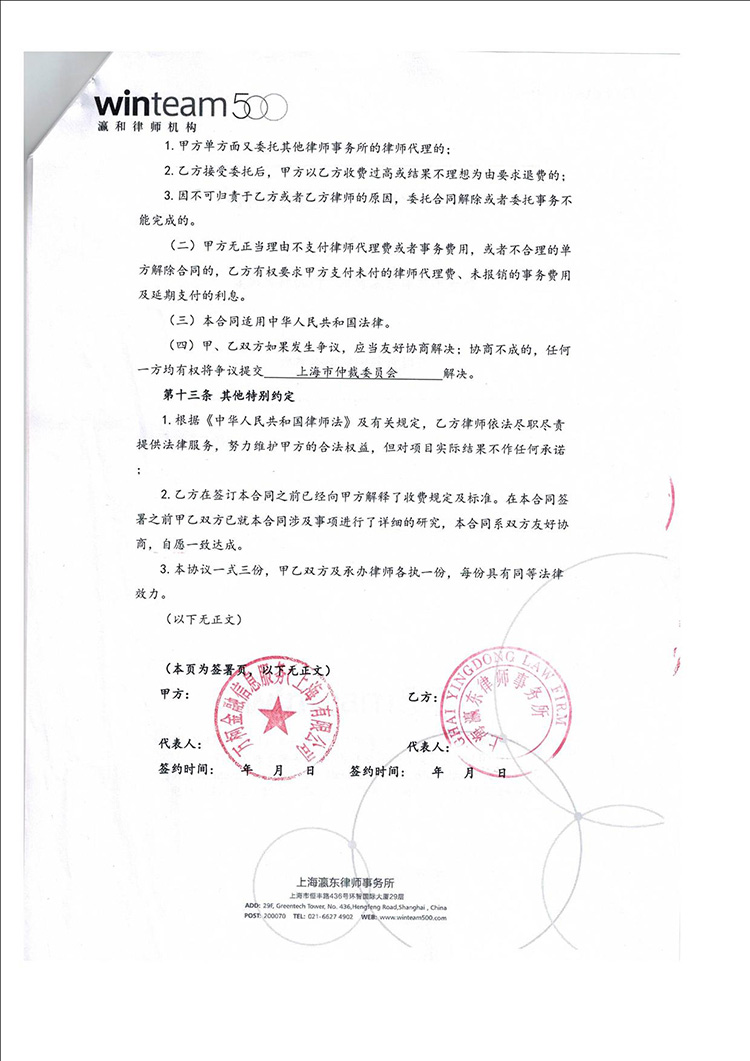 winteam500
瀛和律师机构
1.甲方单方面又委托其他律师事务所的律师代理的;
2.乙方接受委托后，甲方以乙方收费过高或结果不理想为由要求退费的;
3.因不可归责于乙方或者乙方律师的原因，委托合同解除或者委托事务不
能完成的。
（二）甲方无正当理由不支付律师代理费或者事务费用，或者不合理的单
方解除合同的，乙方有权要求甲方支付未付的律师代理费、未报销的事务费用
及延期支付的利息。
（三）本合同适用中华人民共和国法律。
（四）甲、乙双方如果发生争议，应当友好协商解决；协商不成的，任何
一方均有权将争议提交 上海市仲裁委员会 解决。
第十三条 其他特别约定
1.根据《中华人民共和国律师法》及有关规定，乙方律师依法尽职尽责
提供法律服务，努力维护甲方的合法权益，但对项目实际结果不作任何承诺
;
2.乙方在签订本合同之前已经向甲方解释了收费规定及标准。在本合同签
署之前甲乙双方已就本合同涉及事项进行了详细的研究，本合同系双方友好协
商，自愿一致达成。
3.本协议一式三份，甲乙双方及承办律师各执一份，每份具有同等法律
效力。
（以下无正文）
（本页为签署页，以下无正文）
甲方： 乙方：
金融信息服务(上海)有限公司
HAI YINGDONG LAW FIRM
上海瀛东律师事务所
代表人： 代表人：
签约时间： 年 月 日 签约时间： 年 月 日
上海瀛东律师事务所
上海市恒丰路436号环智国际大厦29层
ADD: 29f, Greentech Tower, No. 436,Hengfeng Road,Shanghai , China
POST: 200070 TEL: 021-6627 4902 WEB: www.winteam500.com